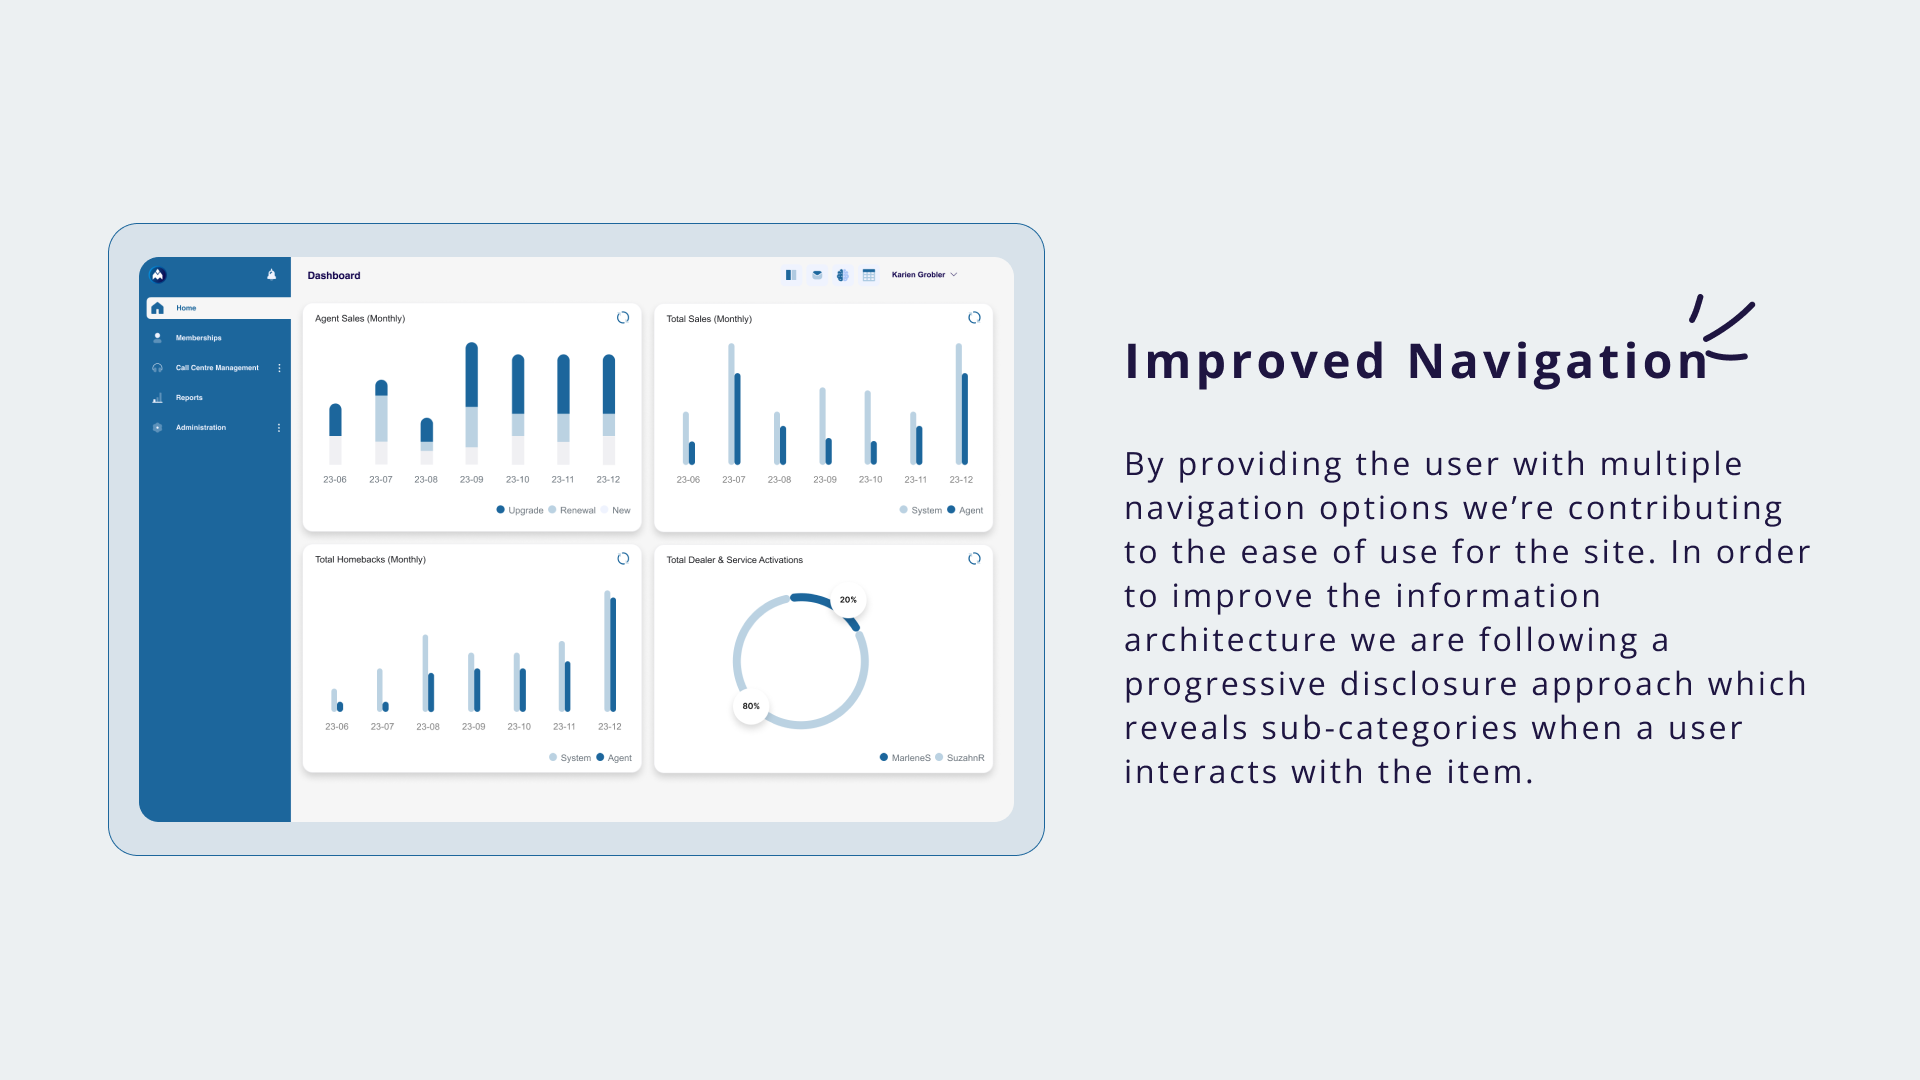 Dashboard
Karien Grobler
Home
Memberships
Call Centre Management
Reports
Administration
Agent Sales (Monthly)
23-06 23-07 23-08 23-09 23-10 23-11 23-12
Upgrade Renewal New
Total Sales (Monthly)
23-06 23-07 23-08 23-09 23-10 23-11 23-12
System Agent
Total Homebacks (Monthly)
23-06 23-07 23-08 23-09 23-10 23-11 23-12
System Agent
Total Dealer & Service Activations
20%
80%
MarleneS SuzahnR
Improved Navigation
By providing the user with multiple
navigation options we’re contributing
to the ease of use for the site. In order
to improve the information
architecture we are following a
progressive disclosure approach which
reveals sub-categories when a user
interacts with the item.